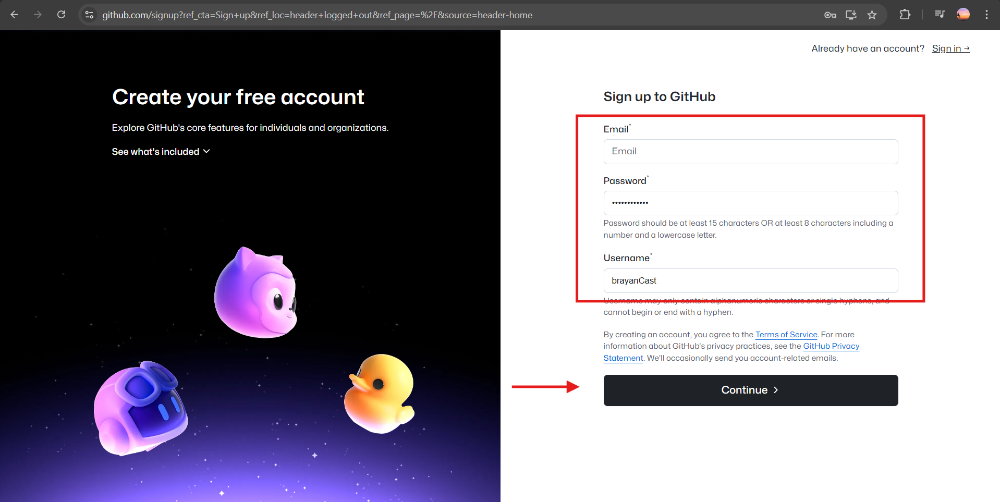 github.com/signup?ref_cta=Sign+up&ref_loc=header+logged+out&ref_page=%2F&source=header-home
Already have an account? Sign in →
Create your free account
Explore GitHub's core features for individuals and organizations.
See what's included
Sign up to GitHub
Email*
Email
Password*
••••••••••••
Password should be at least 15 characters OR at least 8 characters including a
number and a lowercase letter.
Username*
brayanCast
Username may only contain alphanumeric characters or single hyphens, and
cannot begin or end with a hyphen.
By creating an account, you agree to the Terms of Service. For more
information about GitHub's privacy practices, see the GitHub Privacy
Statement. We'll occasionally send you account-related emails.
Continue